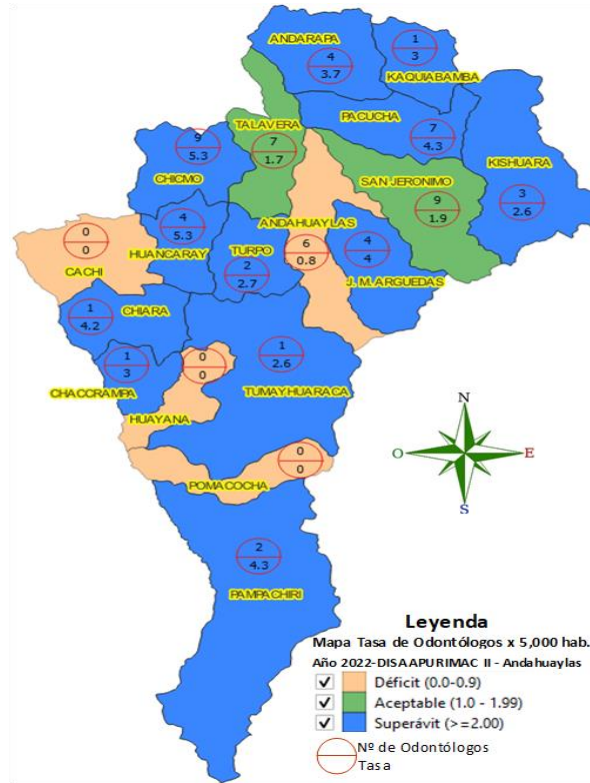 ANDARAPA
4
3.7
1
3
KAQUIABAMBA
TALAVERA
7
1.7
PACUCHA
7
4.3
KISHUARA
3
2.6
9
5.3
CHICMO
SAN JERONIMO
9
1.9
ANDAHUAYLAS
6
0.8
4
5.3
HUANCARAY
TURPO
2
2.7
4
4
J. M. ARGUEDAS
0
0
CACHI
1
4.2
CHIARA
1
3
CHACCRAMPA
0
0
HUAYANA
1
2.6
TUMAYHUARACA
0
0
POMACOCHA
2
4.3
PAMPACHIRI
N
O
E
S
Leyenda
Mapa Tasa de Odontólogos x 5,000 hab.
Año 2022-DISAAPURIMAC II - Andahuaylas
Déficit (0.0-0.9)
Aceptable (1.0 - 1.99)
Superávit (>=2.00)
Nº de Odontólogos
Tasa